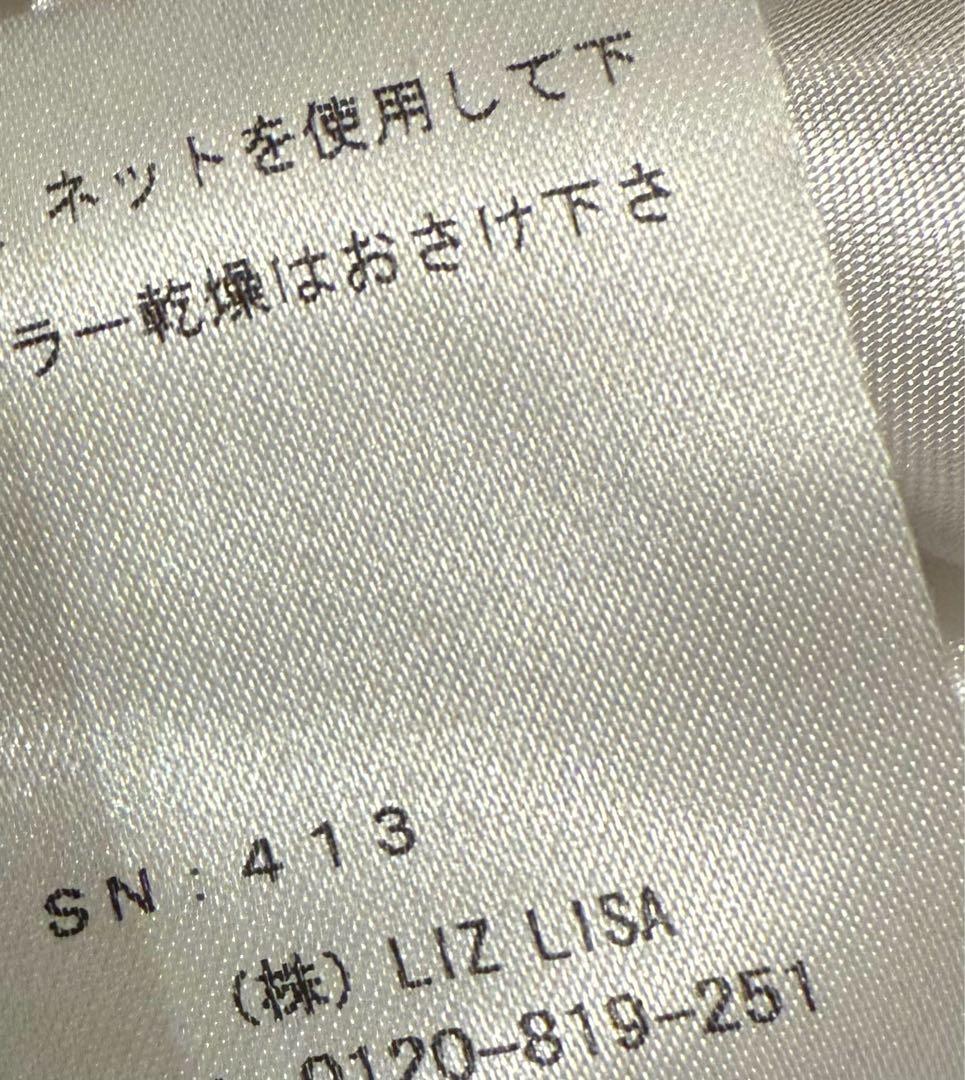 ネットを使用して下
ラー乾燥はおさけ下さ
SN:413
(株) LIZ LISA
0120-819-251